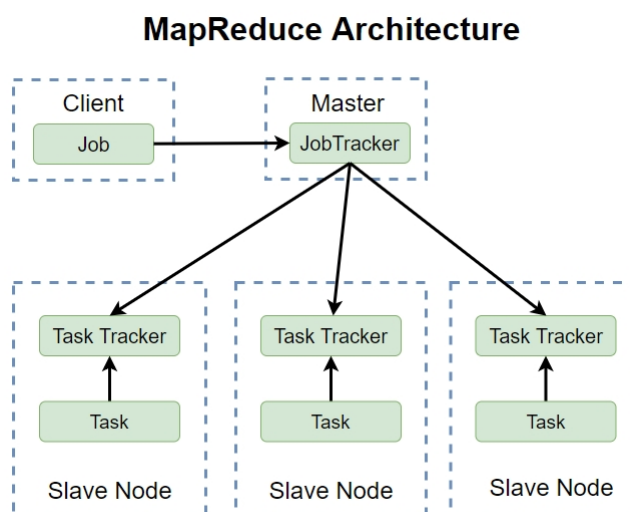 MapReduce Architecture
Client
Master
Job
JobTracker
Task Tracker
Task Tracker
Task Tracker
Task
Task
Task
Slave Node
Slave Node
Slave Node